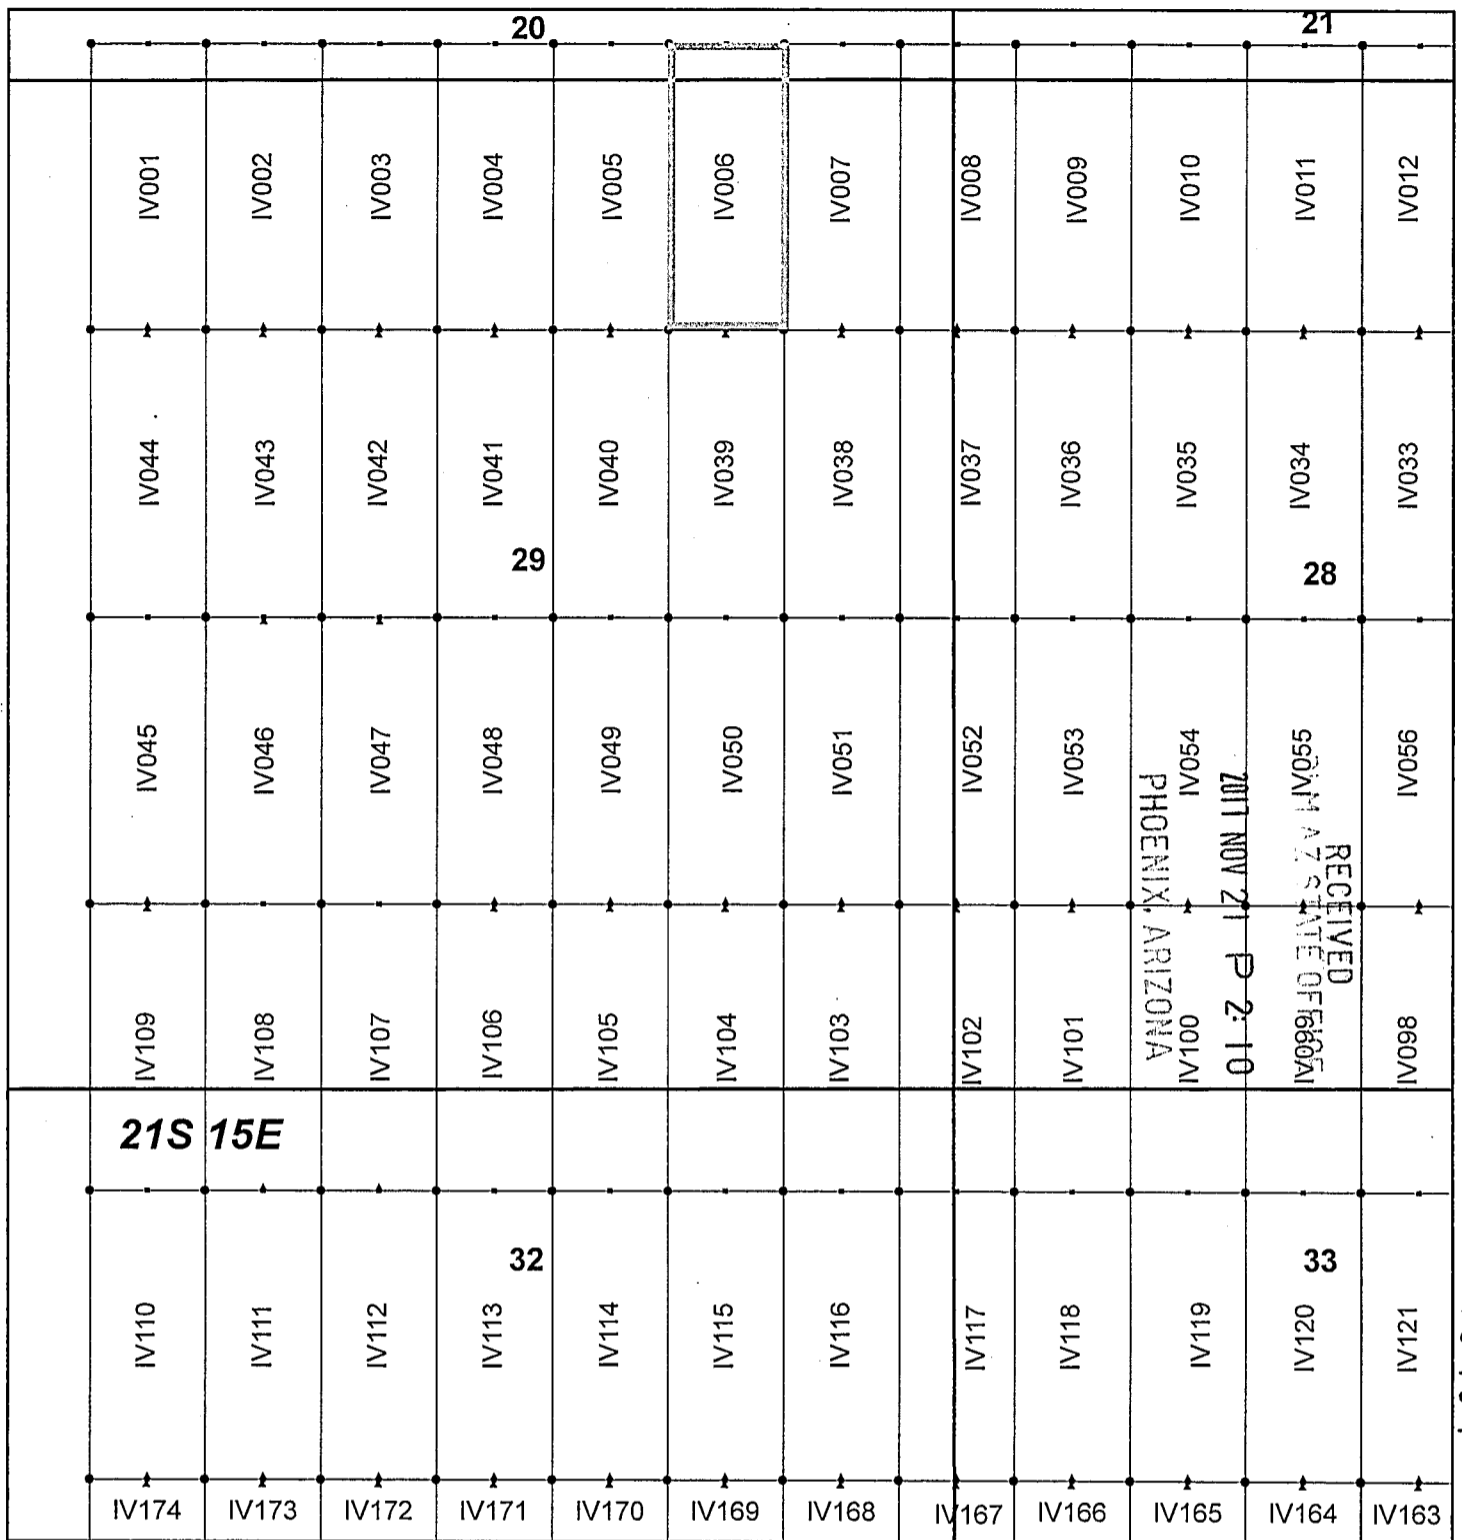 20 21
IV001 IV002 IV003 IV004 IV005 IV006 IV007 IV008 IV009 IV010 IV011 IV012
IV044 IV043 IV042 IV041 IV040 IV039 IV038 IV037 IV036 IV035 IV034 IV033
29 28
IV045 IV046 IV047 IV048 IV049 IV050 IV051 IV052 IV053 IV054 IV055 IV056
RECEIVED
AZ STATE OFFICE
2017 NOV 21 P 2:10
PHOENIX, ARIZONA
IV109 IV108 IV107 IV106 IV105 IV104 IV103 IV102 IV101 IV100 IV099 IV098
21S 15E
32 33
IV110 IV111 IV112 IV113 IV114 IV115 IV116 IV117 IV118 IV119 IV120 IV121
IV174 IV173 IV172 IV171 IV170 IV169 IV168 IV167 IV166 IV165 IV164 IV163